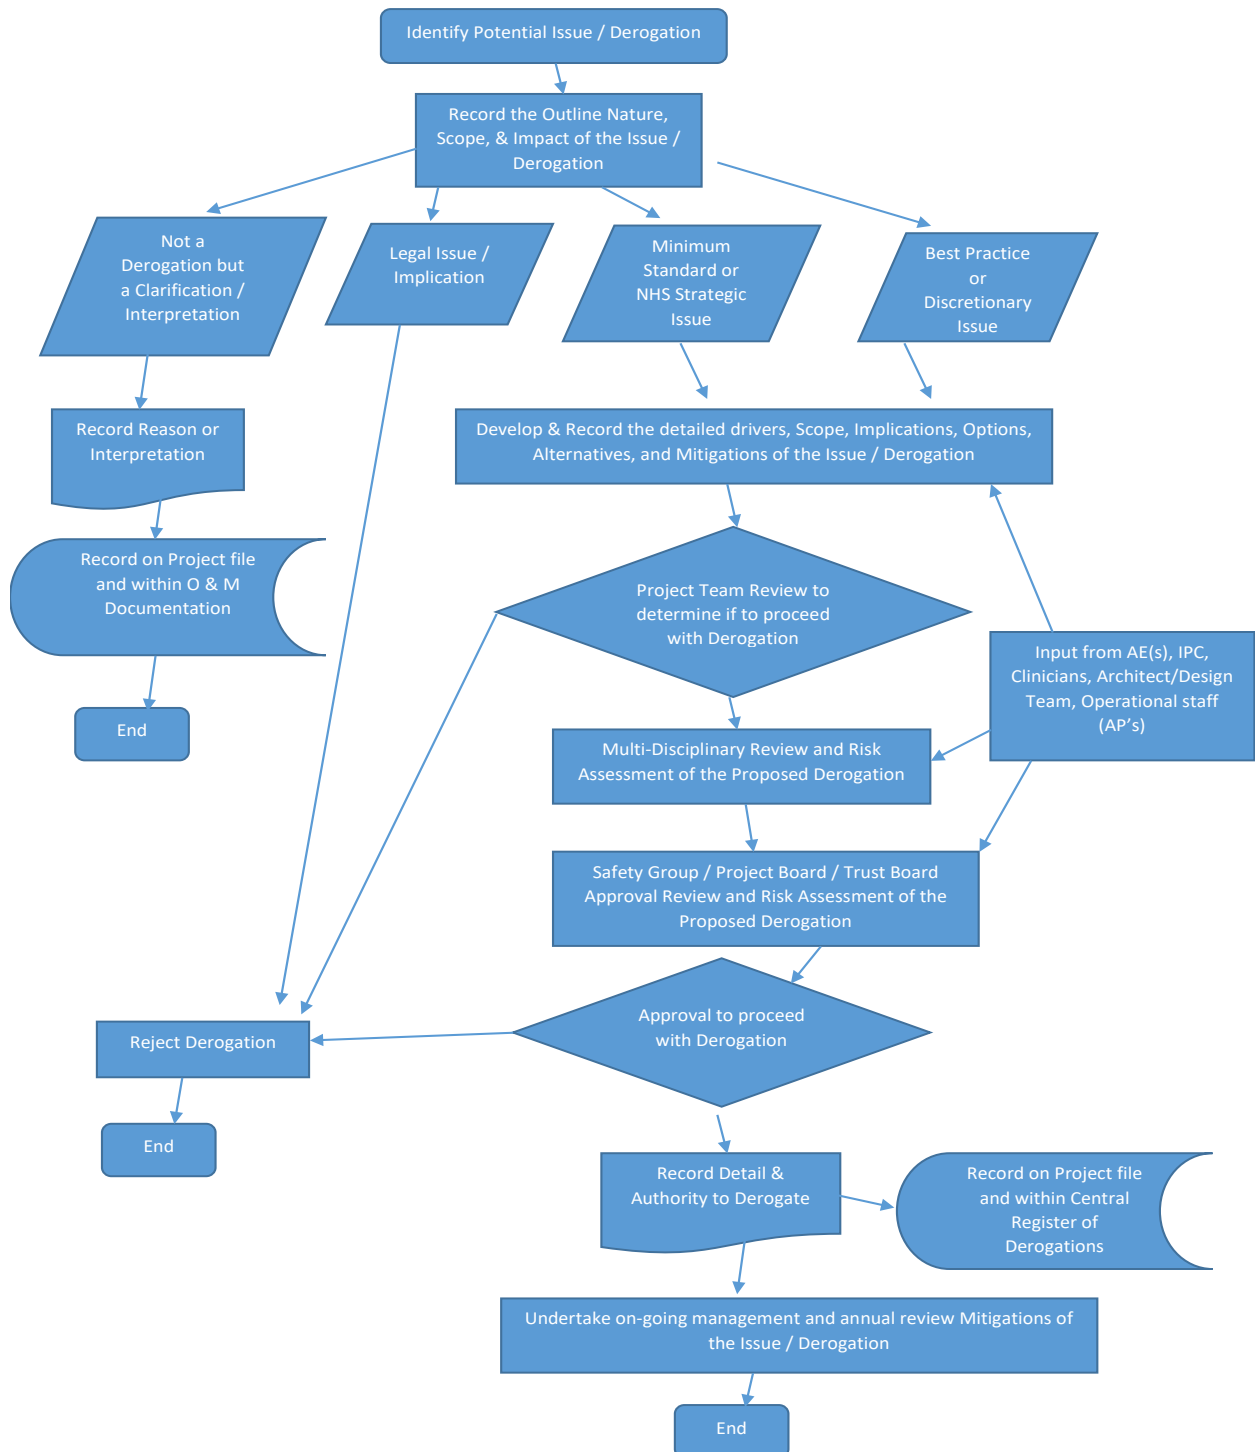 Identify Potential Issue / Derogation
Record the Outline Nature,
Scope, & Impact of the Issue /
Derogation
Not a
Derogation but
a Clarification /
Interpretation
Legal Issue /
Implication
Minimum
Standard or
NHS Strategic
Issue
Best Practice
or
Discretionary
Issue
Record Reason or
Interpretation
Develop & Record the detailed drivers, Scope, Implications, Options,
Alternatives, and Mitigations of the Issue / Derogation
Record on Project file
and within O & M
Documentation
Project Team Review to
determine if to proceed
with Derogation
Input from AE(s), IPC,
Clinicians, Architect/Design
Team, Operational staff
(AP's)
End
Multi-Disciplinary Review and Risk
Assessment of the Proposed Derogation
Safety Group / Project Board / Trust Board
Approval Review and Risk Assessment of the
Proposed Derogation
Approval to proceed
with Derogation
Reject Derogation
End
Record Detail &
Authority to Derogate
Record on Project file
and within Central
Register of
Derogations
Undertake on-going management and annual review Mitigations of
the Issue / Derogation
End